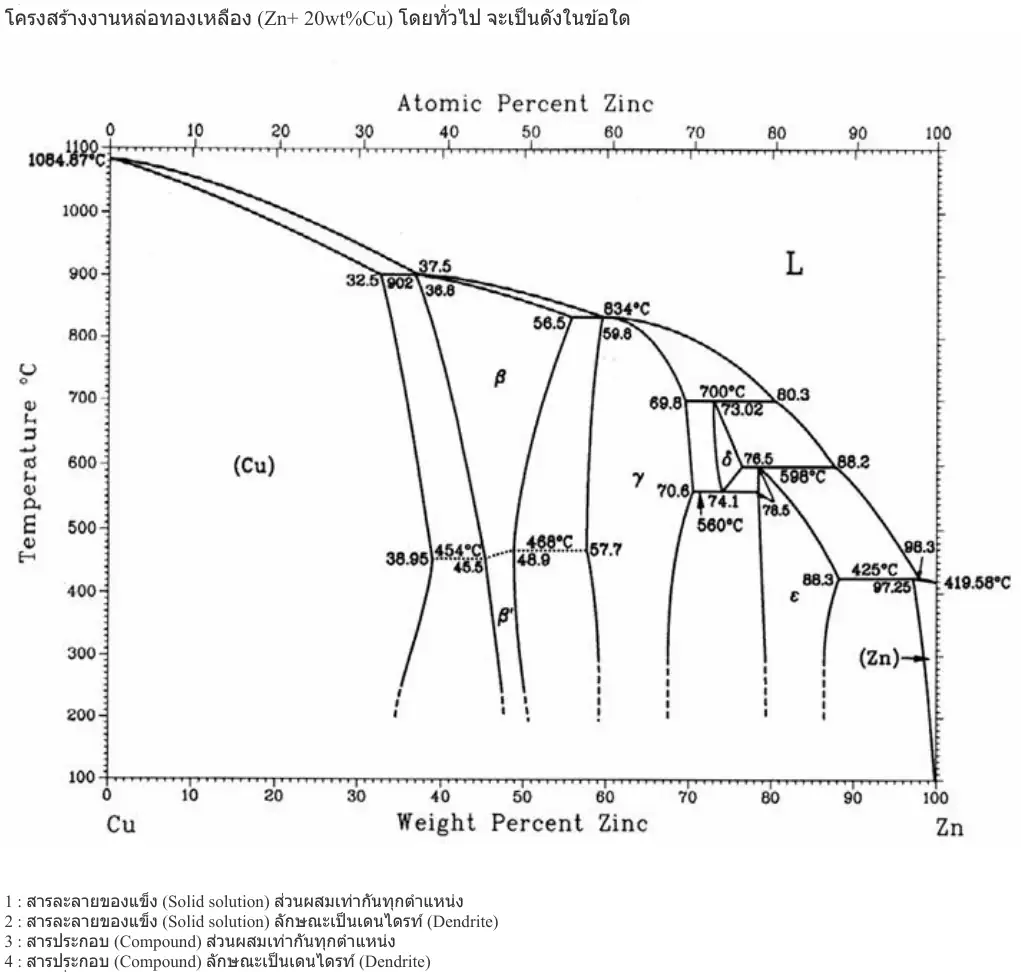 โครงสร้างงานหล่อทองเหลือง (Zn+ 20wt%Cu) โดยทั่วไป จะเป็นดังในข้อใด
Atomic Percent Zinc
0 10 20 30 40 50 60 70 80 90 100
1100
1084.87°C
1000
L
37.5
900
32.5 902 36.8
834°C
56.5 59.8
800
β
700
700°C
69.8 73.02 80.3
Temperature °C
600
(Cu)
γ
δ 76.5 88.2
598°C
70.6 74.1 78.5
560°C
500
468°C
454°C
38.95 45.5 48.9 57.7
98.3
425°C
88.3 97.25
419.58°C
400
ε
β'
300
(Zn)
200
100
0 10 20 30 40 50 60 70 80 90 100
Cu Weight Percent Zinc Zn
1 : สารละลายของแข็ง (Solid solution) ส่วนผสมเท่ากันทุกตำแหน่ง
2 : สารละลายของแข็ง (Solid solution) ลักษณะเป็นเดนไดรท์ (Dendrite)
3 : สารประกอบ (Compound) ส่วนผสมเท่ากันทุกตำแหน่ง
4 : สารประกอบ (Compound) ลักษณะเป็นเดนไดรท์ (Dendrite)